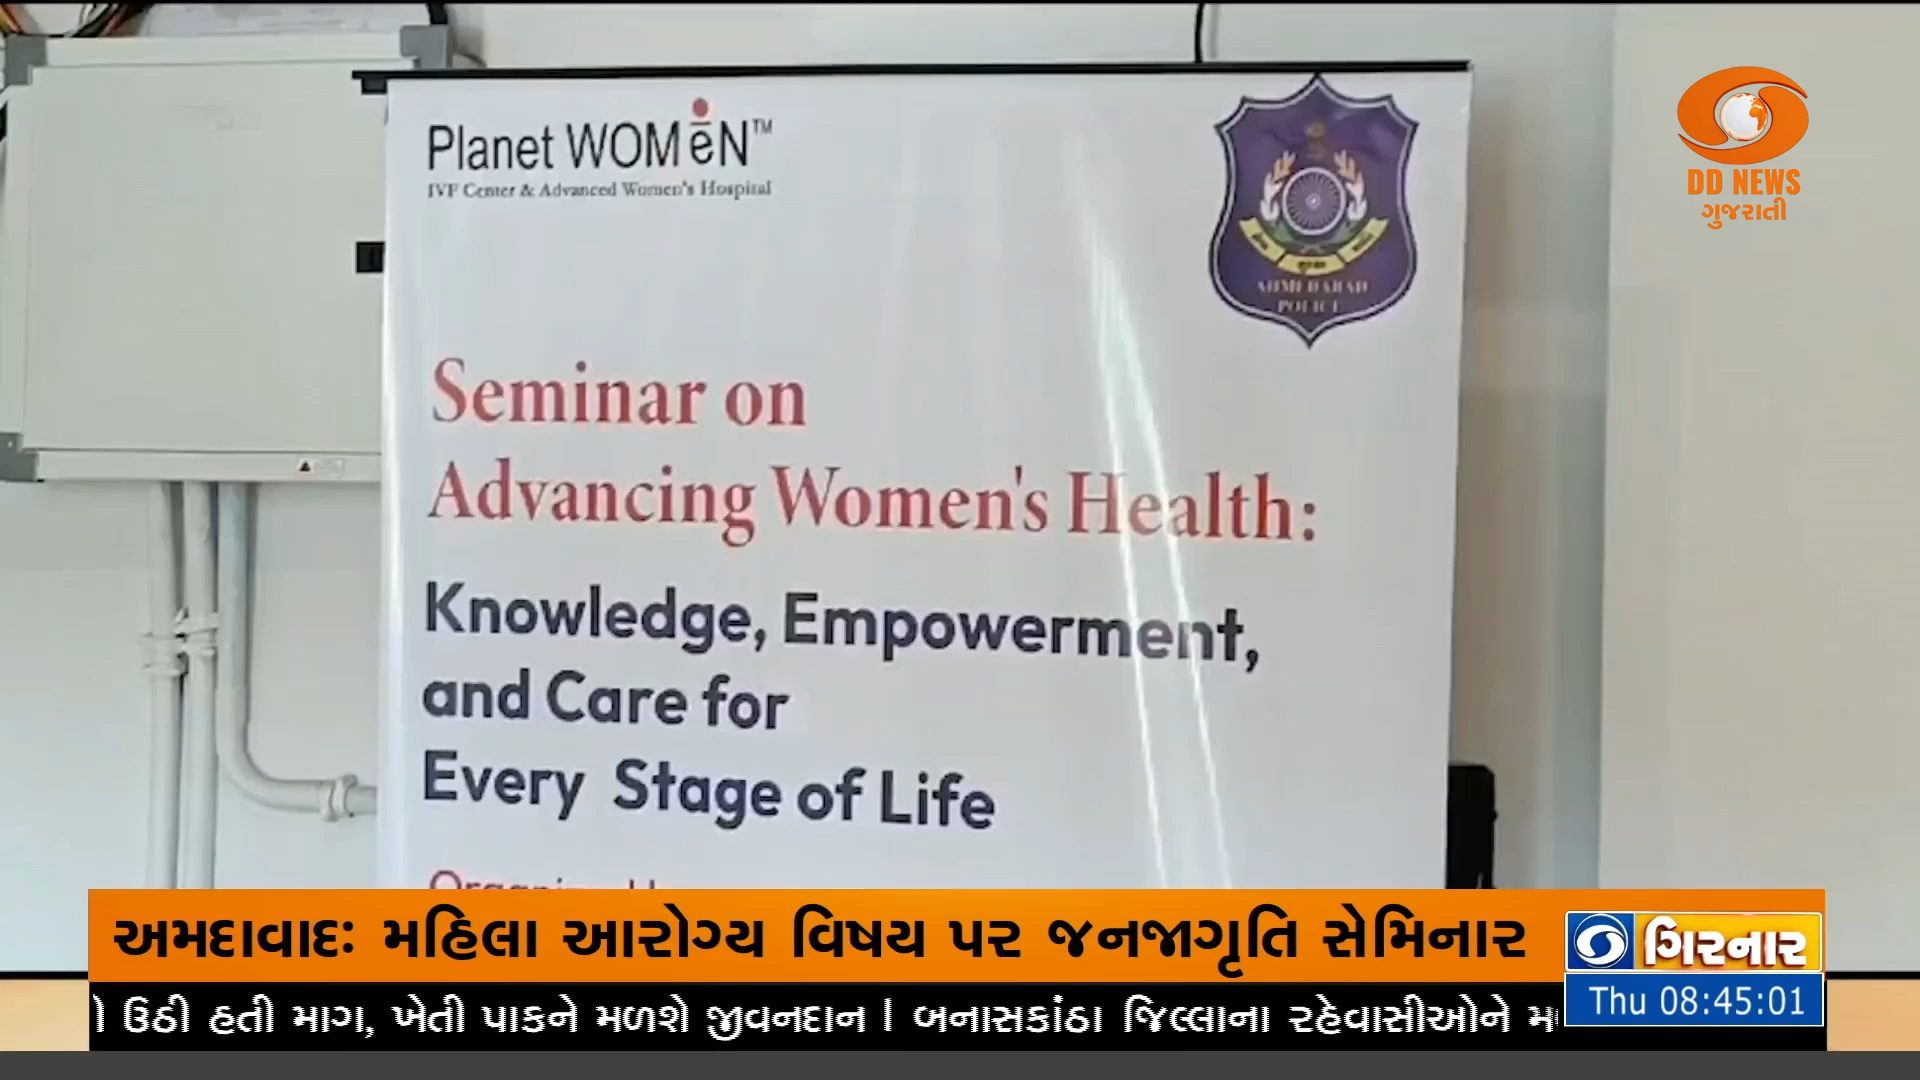 Planet WOMeN™
IVF Center & Advanced Women's Hospital
AHMEDABAD
POLICE
DD NEWS
ગુજરાતી
Seminar on
Advancing Women's Health:
Knowledge, Empowerment,
and Care for
Every Stage of Life
અમદાવાદઃ મહિલા આરોગ્ય વિષય પર જનજાગૃતિ સેમિનાર
ગિરનાર
ઉઠી હતી માગ, ખેતી પાકને મળશે જીવનદાન । બનાસકાંઠા જિલ્લાના રહેવાસીઓને
Thu 08:45:01